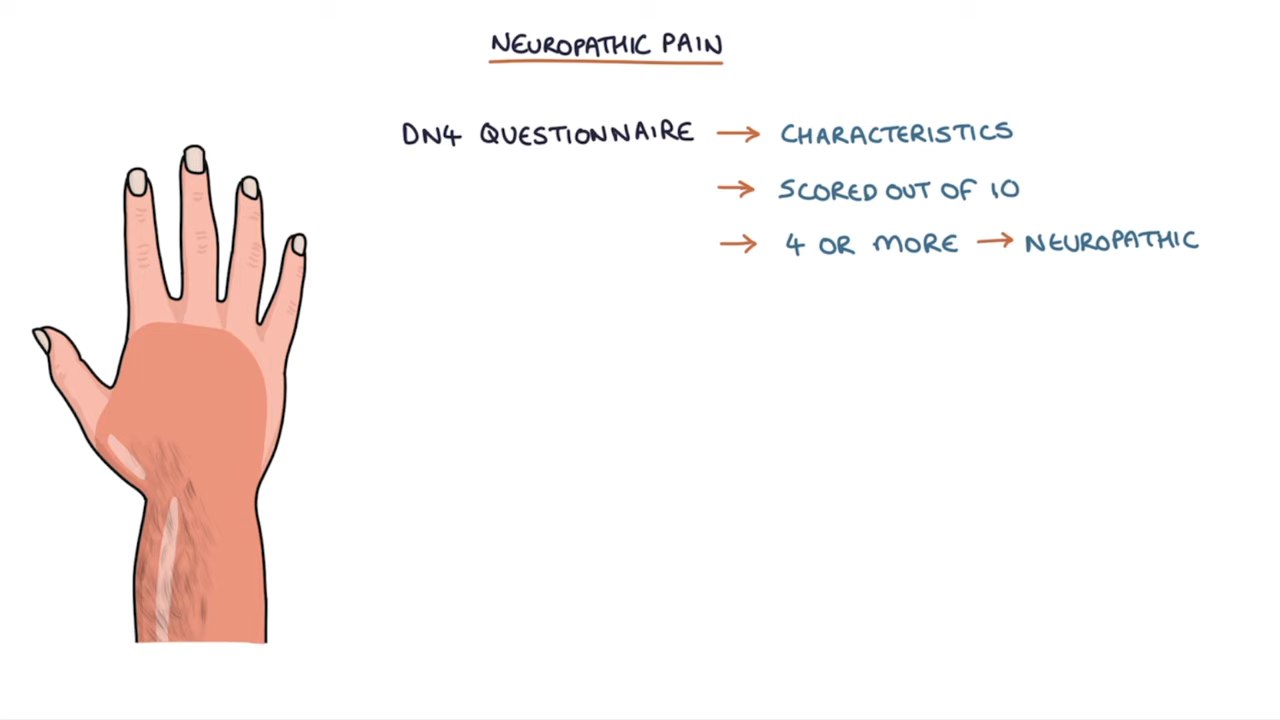 NEUROPATHIC PAIN
DN4 QUESTIONNAIRE → CHARACTERISTICS
→ SCORED OUT OF 10
→ 4 OR MORE → NEUROPATHIC